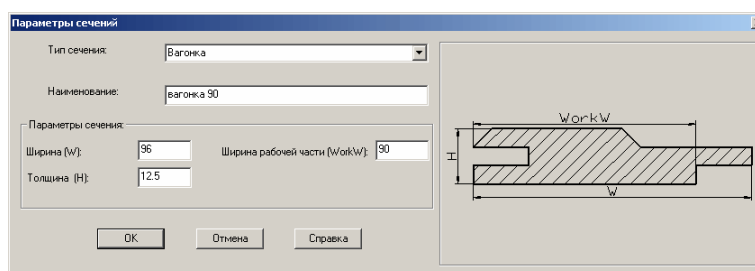 Параметры сечений
Тип сечения:
Вагонка
Наименование:
вагонка 90
Параметры сечения:
Ширина (W):
96
Ширина рабочей части (WorkW):
90
Толщина (H):
12.5
OK
Отмена
Справка
WorkW
H
W